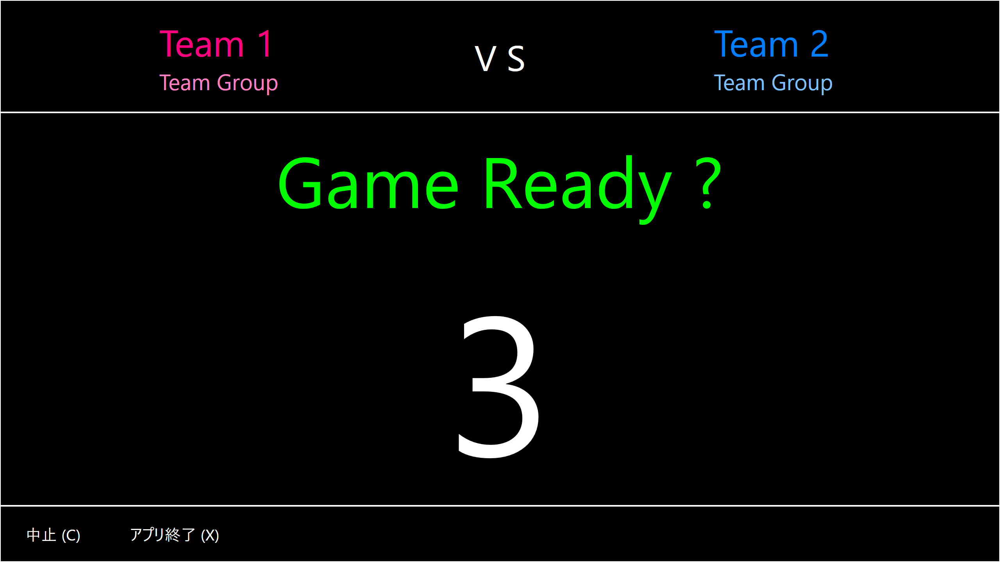 Team 1
Team Group
V S
Team 2
Team Group
Game Ready ?
3
中止 (C)
アプリ終了 (X)